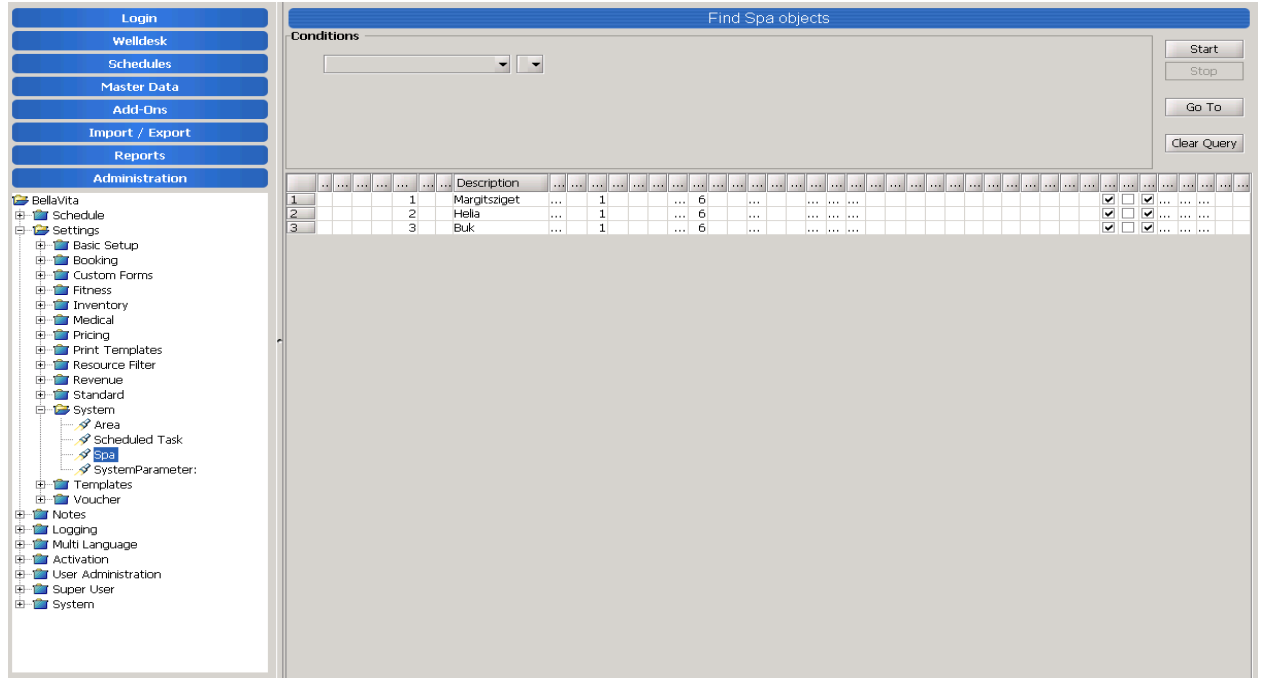 Login
Welldesk
Schedules
Master Data
Add-Ons
Import / Export
Reports
Administration
BellaVita
Schedule
Settings
Basic Setup
Booking
Custom Forms
Fitness
Inventory
Medical
Pricing
Print Templates
Resource Filter
Revenue
Standard
System
Area
Scheduled Task
Spa
SystemParameter:
Templates
Voucher
Notes
Logging
Multi Language
Activation
User Administration
Super User
System
Find Spa objects
Conditions
Start
Stop
Go To
Clear Query
.. ... ... ... ... ... ... Description ... ... ... ... ... ... ... ... ... ... ... ... ... ... ... ... ... ... ... ... ... ... ... ... ... ... ... ... ... ... ... ... ... ... ... ...
1 1 Margitsziget ... 1 ... 6 ... ... ... ... ... ... ...
2 2 Helia ... 1 ... 6 ... ... ... ... ... ... ...
3 3 Buk ... 1 ... 6 ... ... ... ... ... ... ...